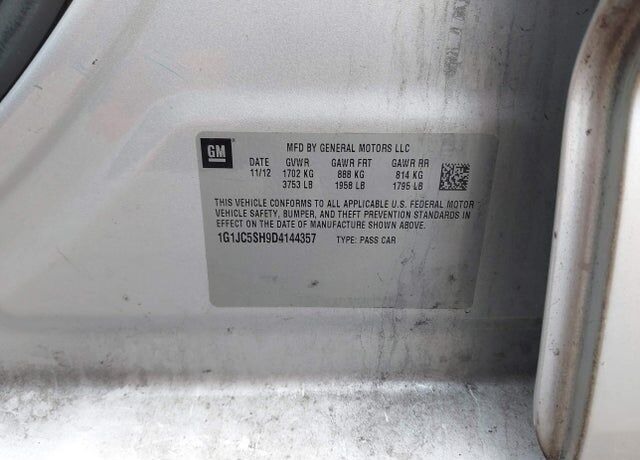 GM
MFD BY GENERAL MOTORS LLC
DATE GVWR GAWR FRT GAWR RR
11/12 1702 KG 888 KG 814 KG
3753 LB 1958 LB 1795 LB
THIS VEHICLE CONFORMS TO ALL APPLICABLE U.S. FEDERAL MOTOR
VEHICLE SAFETY, BUMPER, AND THEFT PREVENTION STANDARDS IN
EFFECT ON THE DATE OF MANUFACTURE SHOWN ABOVE.
1G1JC5SH9D4144357 TYPE: PASS CAR